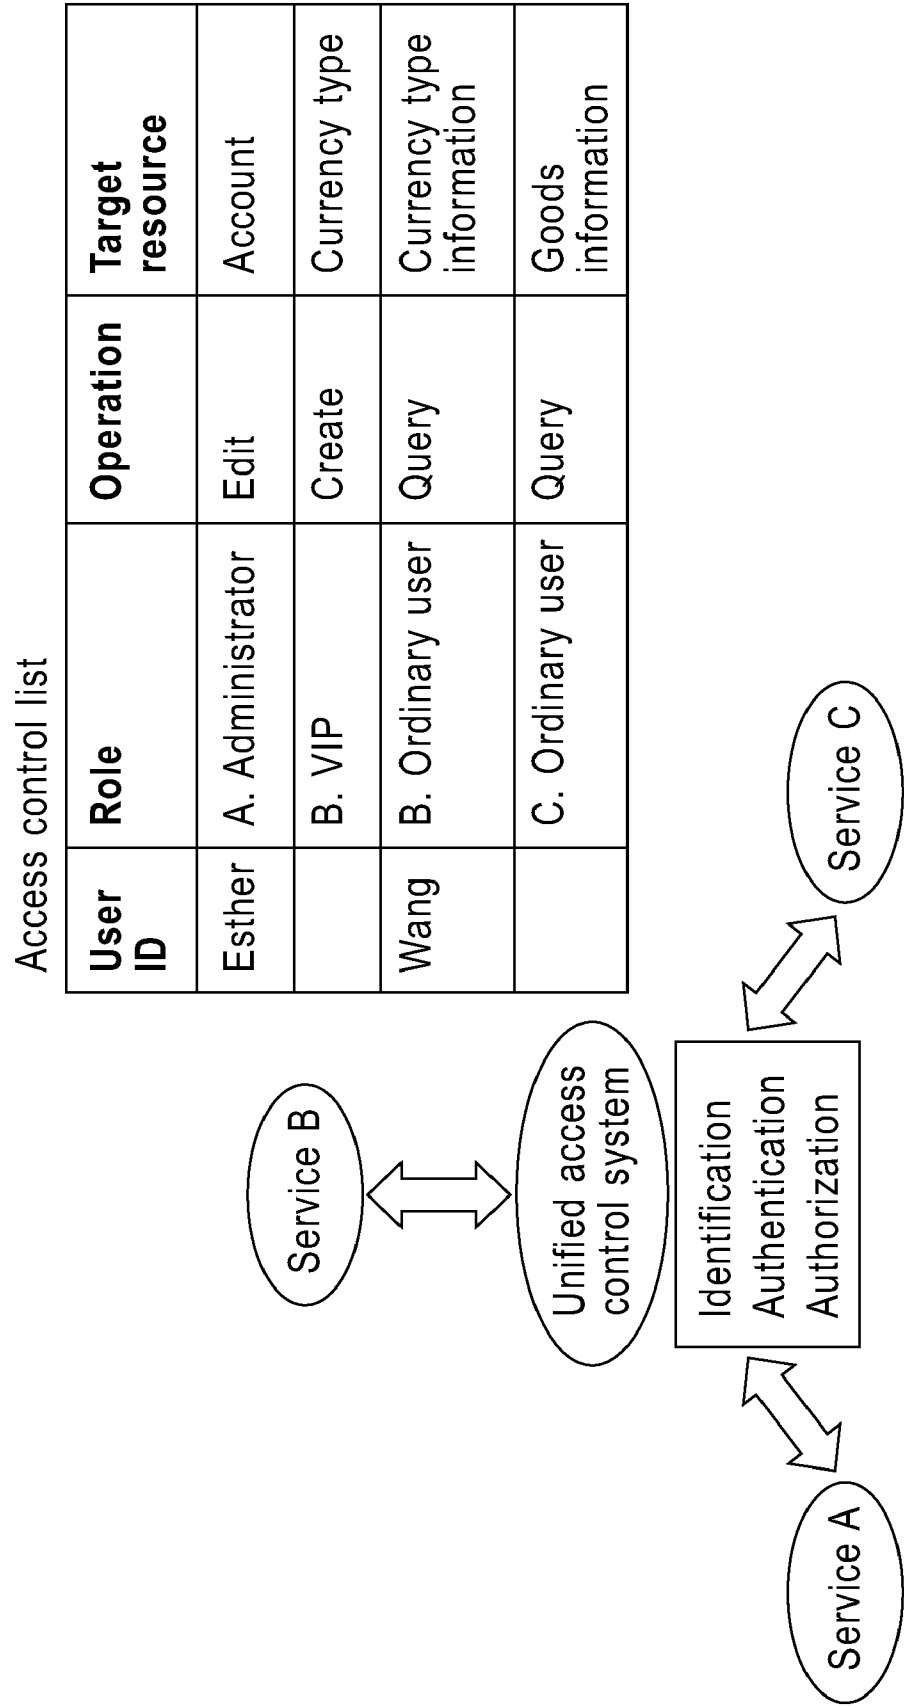 Access control list
User
ID
Role
Operation
Target
resource
Esther
A. Administrator
Edit
Account
B. VIP
Create
Currency type
Wang
B. Ordinary user
Query
Currency type
information
C. Ordinary user
Query
Goods
information
Service B
Unified access
control system
Identification
Authentication
Authorization
Service A
Service C